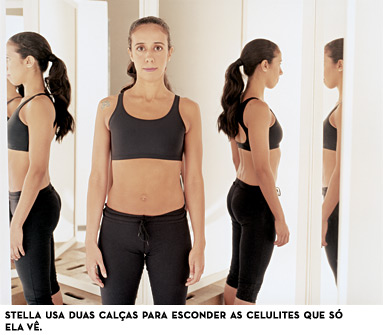 STELLA USA DUAS CALÇAS PARA ESCONDER AS CELULITES QUE SÓ
ELA VÊ.